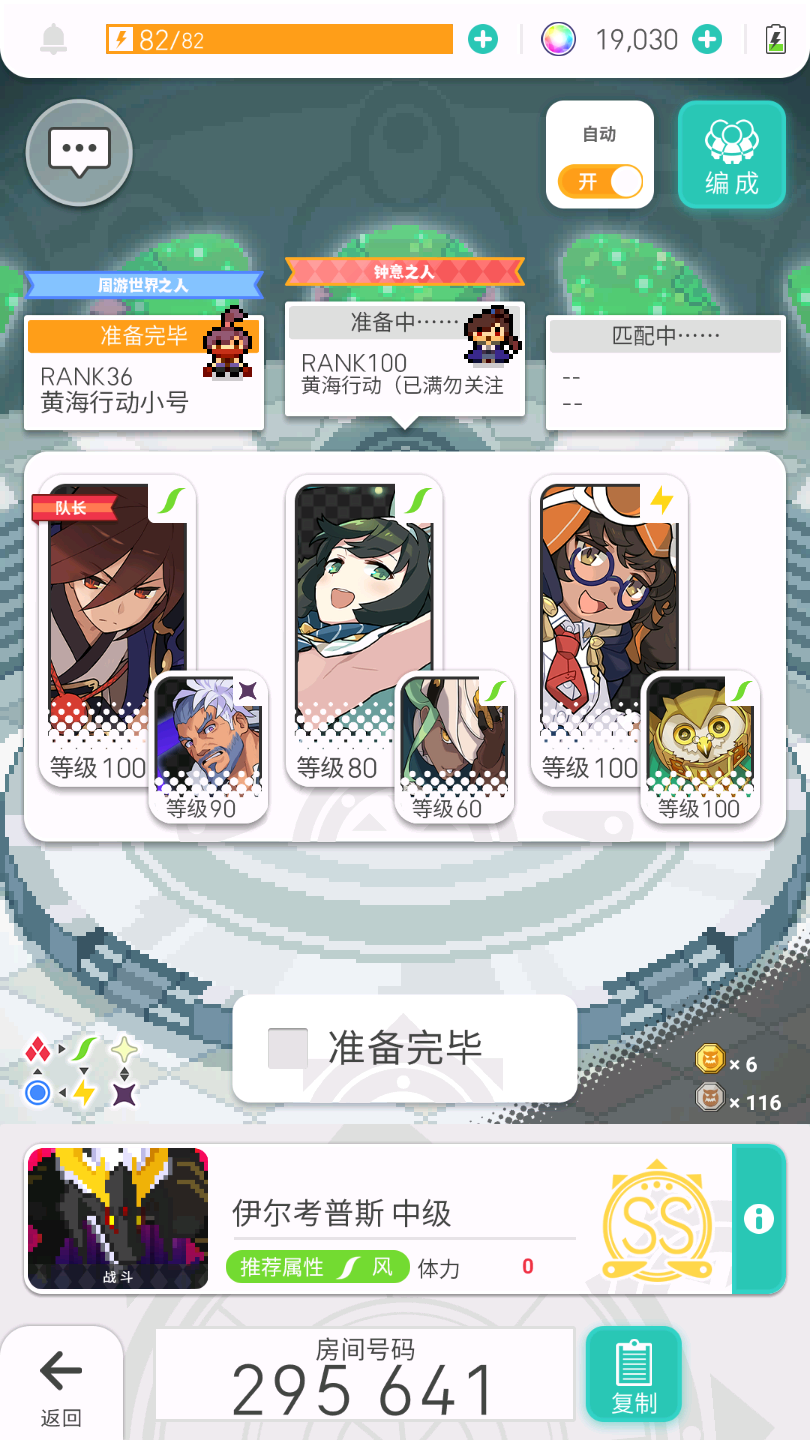 82/82
19,030
自动
开
编成
周游世界之人
钟意之人
准备完毕
准备中……
匹配中……
RANK36
黄海行动小号
RANK100
黄海行动（已满勿关注
--
--
队长
等级100
等级80
等级100
等级90
等级60
等级100
准备完毕
× 6
× 116
伊尔考普斯 中级
SS
战斗
推荐属性 风 体力 0
房间号码
295 641
返回
复制